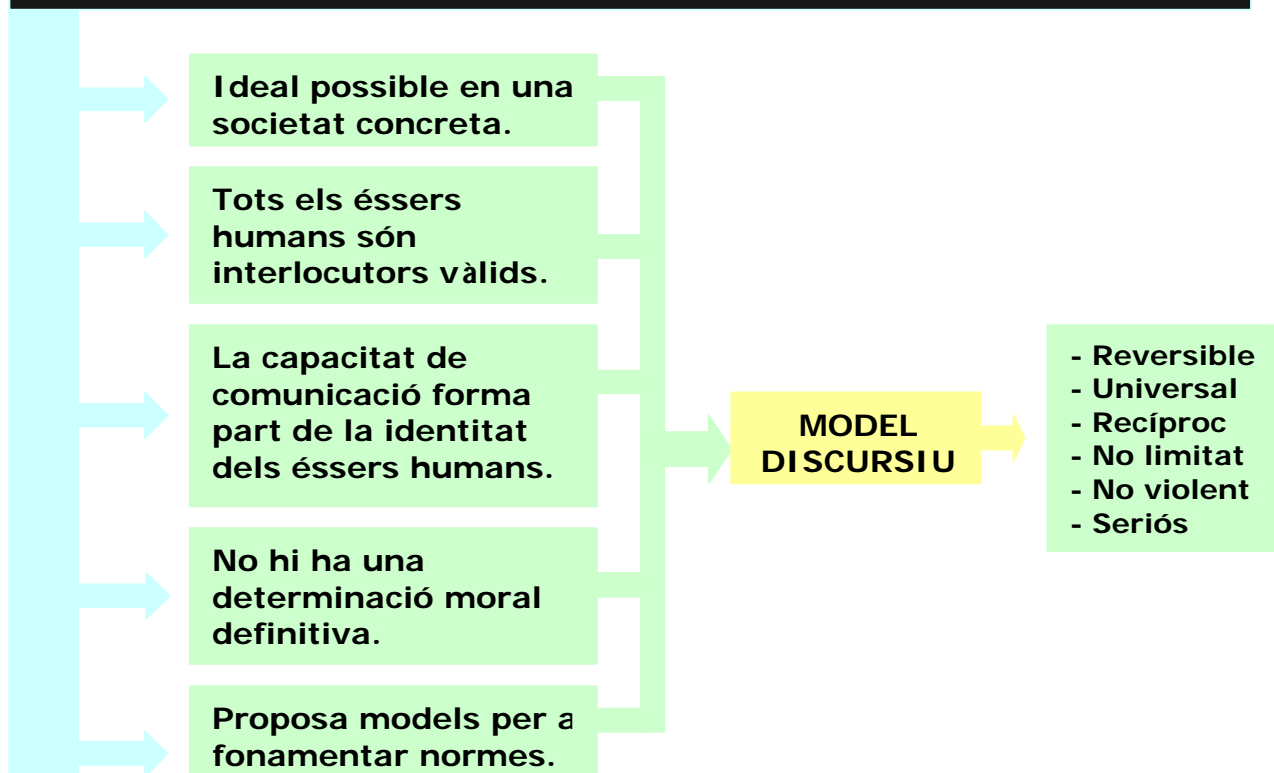 Ideal possible en una
societat concreta.
Tots els éssers
humans són
interlocutors vàlids.
La capacitat de
comunicació forma
part de la identitat
dels éssers humans.
No hi ha una
determinació moral
definitiva.
Proposa models per a
fonamentar normes.
MODEL
DISCURSIU
- Reversible
- Universal
- Recíproc
- No limitat
- No violent
- Seriós